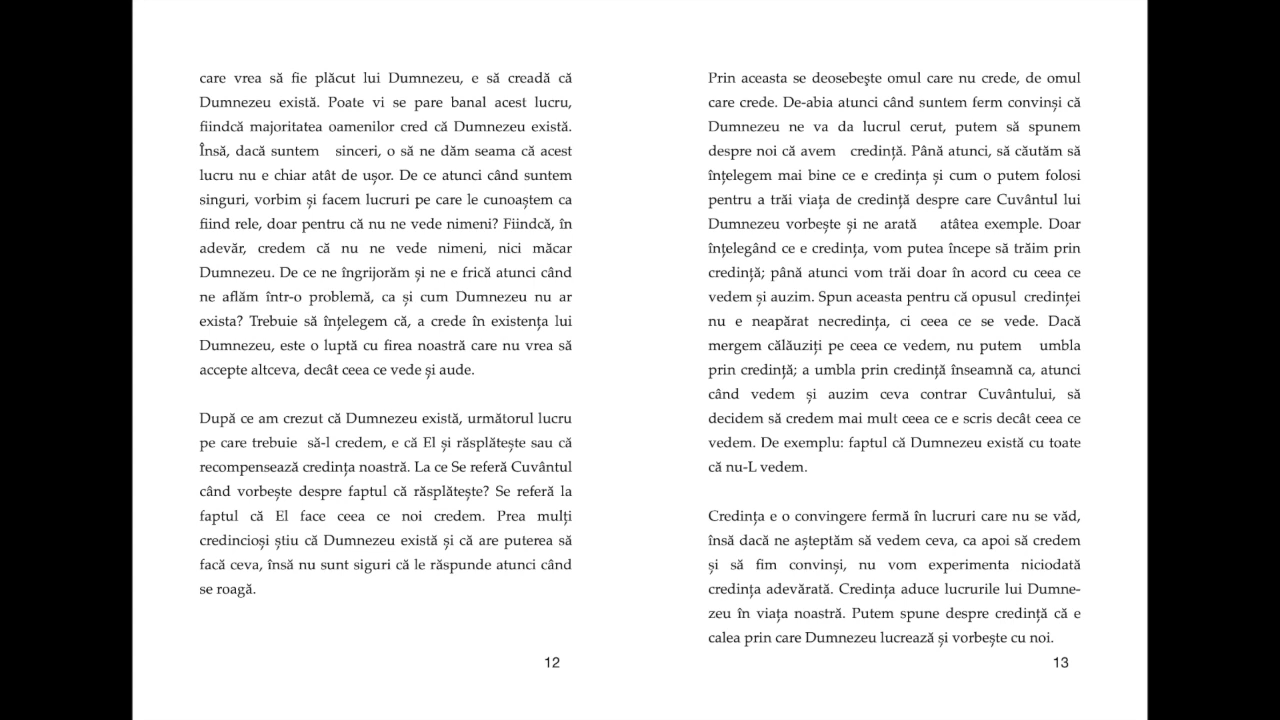 care vrea să fie plăcut lui Dumnezeu, e să creadă că
Dumnezeu există. Poate vi se pare banal acest lucru,
fiindcă majoritatea oamenilor cred că Dumnezeu există.
Însă, dacă suntem sinceri, o să ne dăm seama că acest
lucru nu e chiar atât de ușor. De ce atunci când suntem
singuri, vorbim și facem lucruri pe care le cunoaștem ca
fiind rele, doar pentru că nu ne vede nimeni? Fiindcă, în
adevăr, credem că nu ne vede nimeni, nici măcar
Dumnezeu. De ce ne îngrijorăm și ne e frică atunci când
ne aflăm într-o problemă, ca și cum Dumnezeu nu ar
exista? Trebuie să înțelegem că, a crede în existența lui
Dumnezeu, este o luptă cu firea noastră care nu vrea să
accepte altceva, decât ceea ce vede și aude.
După ce am crezut că Dumnezeu există, următorul lucru
pe care trebuie să-l credem, e că El și răsplătește sau că
recompensează credința noastră. La ce Se referă Cuvântul
când vorbește despre faptul că răsplătește? Se referă la
faptul că El face ceea ce noi credem. Prea mulți
credincioși știu că Dumnezeu există și că are puterea să
facă ceva, însă nu sunt siguri că le răspunde atunci când
se roagă.
12
Prin aceasta se deosebește omul care nu crede, de omul
care crede. De-abia atunci când suntem ferm convinși că
Dumnezeu ne va da lucrul cerut, putem să spunem
despre noi că avem credință. Până atunci, să căutăm să
înțelegem mai bine ce e credința și cum o putem folosi
pentru a trăi viața de credință despre care Cuvântul lui
Dumnezeu vorbește și ne arată atâtea exemple. Doar
înțelegând ce e credința, vom putea începe să trăim prin
credință; până atunci vom trăi doar în acord cu ceea ce
vedem și auzim. Spun aceasta pentru că opusul credinței
nu e neapărat necredința, ci ceea ce se vede. Dacă
mergem călăuziți pe ceea ce vedem, nu putem umbla
prin credință; a umbla prin credință înseamnă ca, atunci
când vedem și auzim ceva contrar Cuvântului, să
decidem să credem mai mult ceea ce e scris decât ceea ce
vedem. De exemplu: faptul că Dumnezeu există cu toate
că nu-L vedem.
Credința e o convingere fermă în lucruri care nu se văd,
însă dacă ne așteptăm să vedem ceva, ca apoi să credem
și să fim convinși, nu vom experimenta niciodată
credința adevărată. Credința aduce lucrurile lui Dumne-
zeu în viața noastră. Putem spune despre credință că e
calea prin care Dumnezeu lucrează și vorbește cu noi.
13